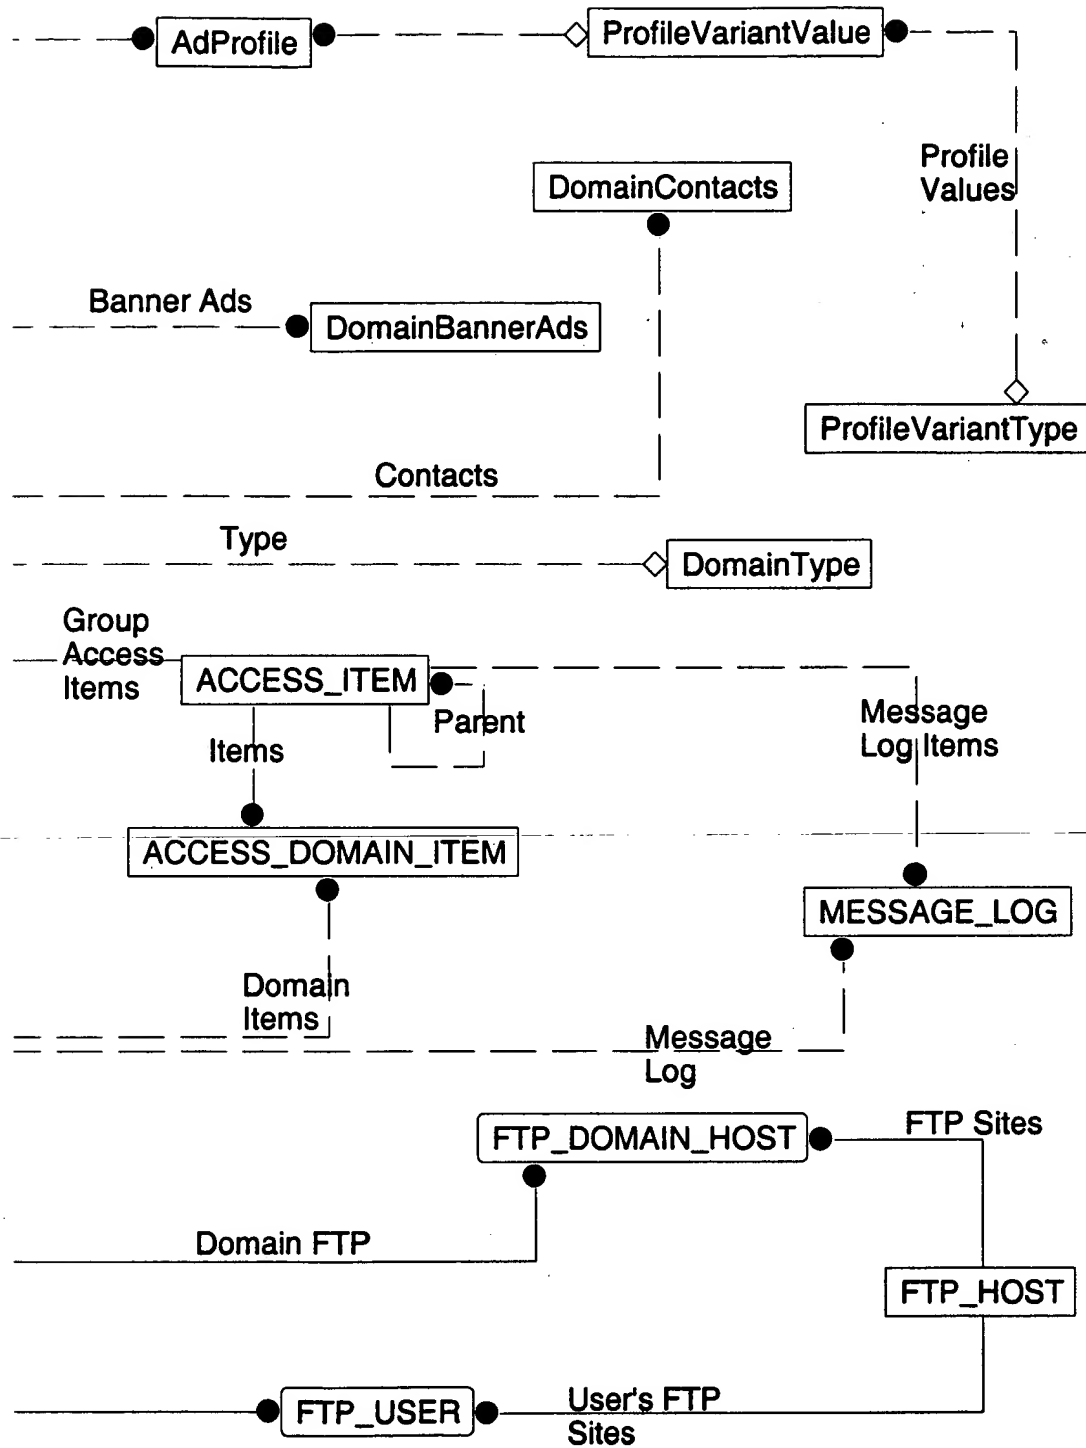 AdProfile
ProfileVariantValue
Profile
Values
DomainContacts
Banner Ads
DomainBannerAds
ProfileVariantType
Contacts
Type
DomainType
Group
Access
Items
ACCESS_ITEM
Parent
Message
Log Items
Items
ACCESS_DOMAIN_ITEM
MESSAGE_LOG
Domain
Items
Message
Log
FTP_DOMAIN_HOST
FTP Sites
Domain FTP
FTP_HOST
FTP_USER
User's FTP
Sites